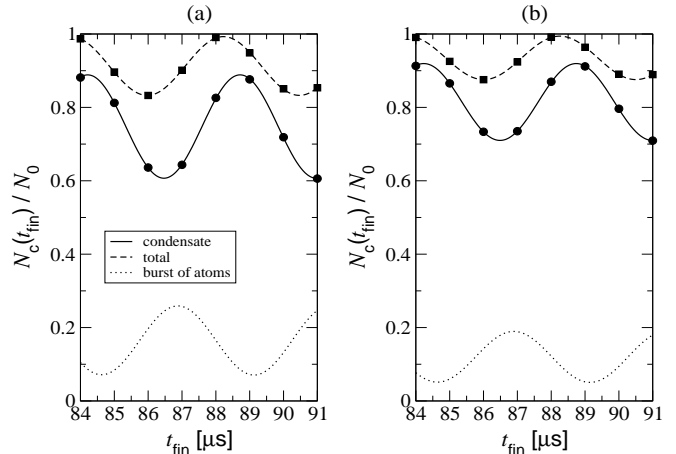 (a)
N_c(t_fin) / N_0
1
0.8
0.6
0.4
0.2
0
condensate
total
burst of atoms
84 85 86 87 88 89 90 91
t_fin [µs]
(b)
N_c(t_fin) / N_0
1
0.8
0.6
0.4
0.2
0
84 85 86 87 88 89 90 91
t_fin [µs]